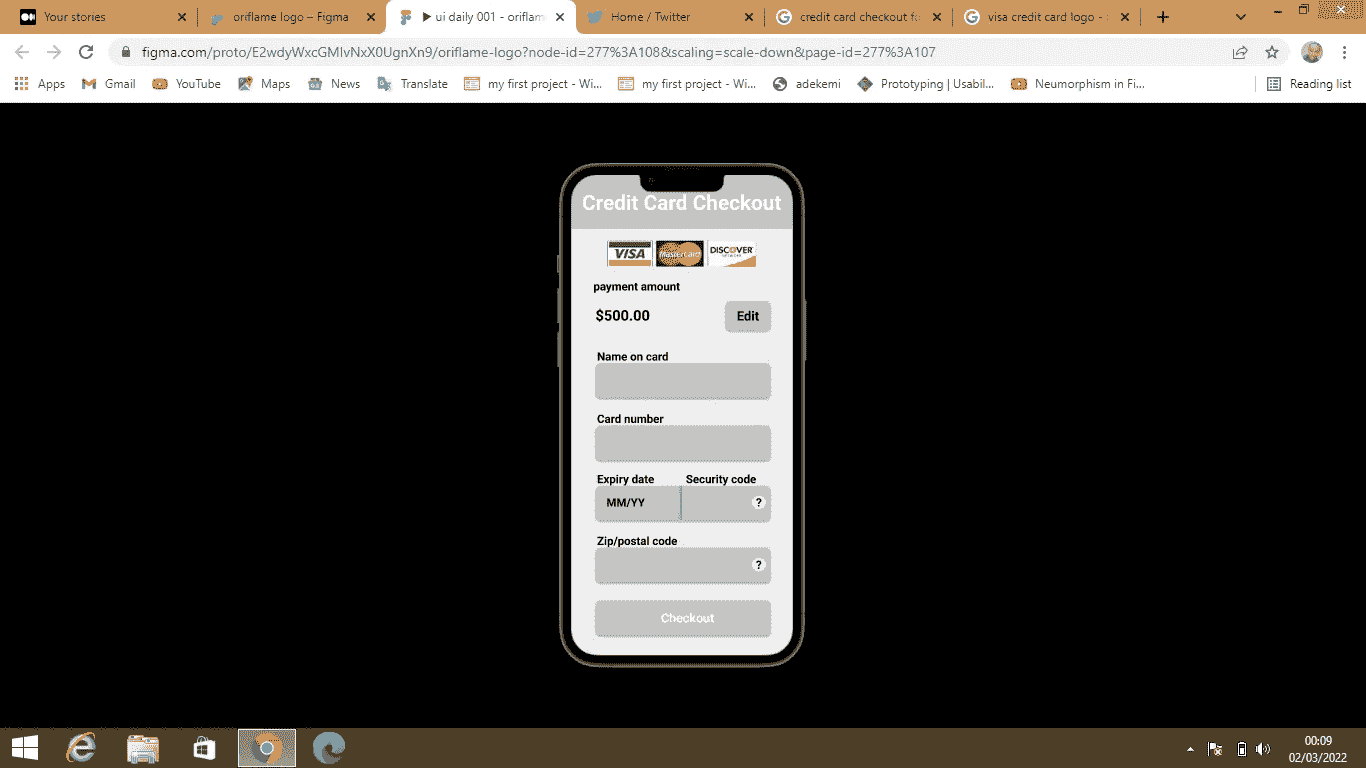 Your stories
oriflame logo – Figma
ui daily 001 - oriflam
Home / Twitter
credit card checkout fo
visa credit card logo -
figma.com/proto/E2wdyWxcGMIvNxX0UgnXn9/oriflame-logo?node-id=277%3A108&scaling=scale-down&page-id=277%3A107
Apps
Gmail
YouTube
Maps
News
Translate
my first project - Wi...
my first project - Wi...
adekemi
Prototyping | Usabil...
Neumorphism in Fi...
Reading list
Credit Card Checkout
VISA
MasterCard
DISCOVER
NETWORK
payment amount
$500.00
Edit
Name on card
Card number
Expiry date
Security code
MM/YY
?
Zip/postal code
?
Checkout
00:09
02/03/2022